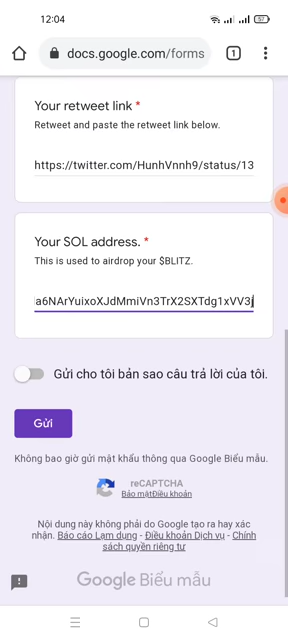 12:04
57
docs.google.com/forms
1
Your retweet link *
Retweet and paste the retweet link below.
https://twitter.com/HunhVnnh9/status/13
Your SOL address. *
This is used to airdrop your $BLITZ.
a6NArYuixoXJdMmiVn3TrX2SXTdg1xVV3j
Gửi cho tôi bản sao câu trả lời của tôi.
Gửi
Không bao giờ gửi mật khẩu thông qua Google Biểu mẫu.
reCAPTCHA
Bảo mật Điều khoản
Nội dung này không phải do Google tạo ra hay xác
nhận. Báo cáo Lạm dụng - Điều khoản Dịch vụ - Chính
sách quyền riêng tư
Google Biểu mẫu